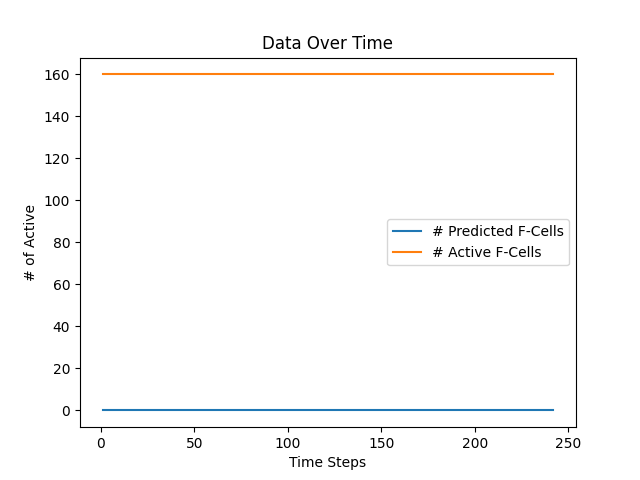 Data Over Time
# of Active
160
140
120
100
80
60
40
20
0
# Predicted F-Cells
# Active F-Cells
0 50 100 150 200 250
Time Steps